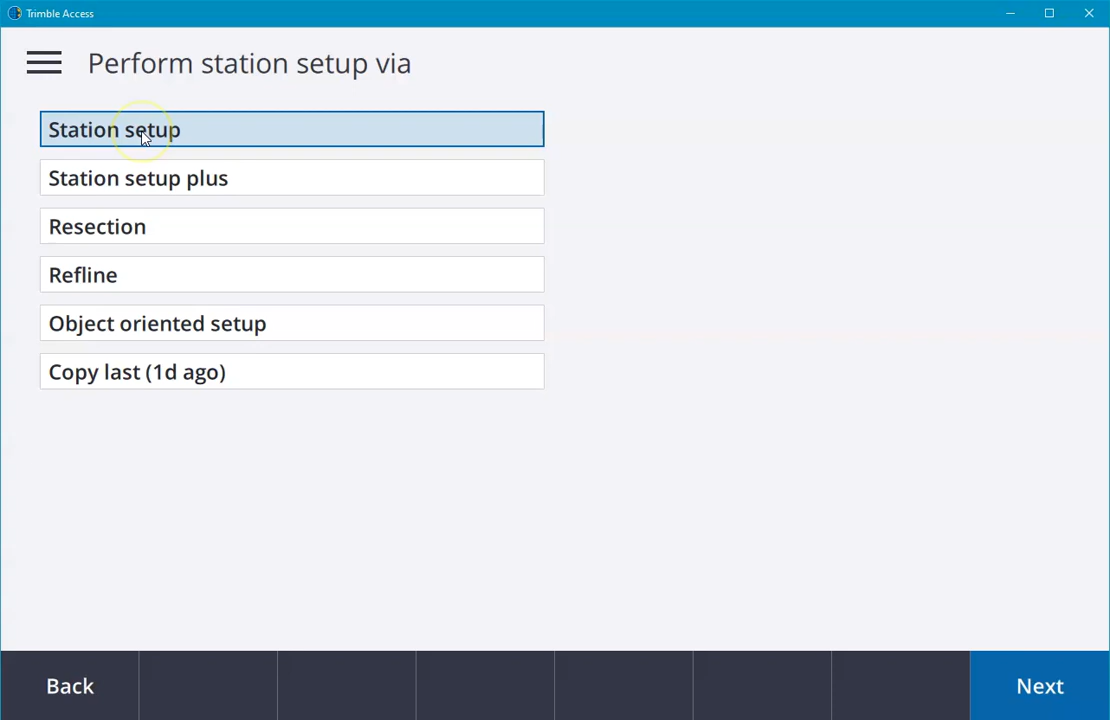 Trimble Access
Perform station setup via
Station setup
Station setup plus
Resection
Refline
Object oriented setup
Copy last (1d ago)
Back
Next